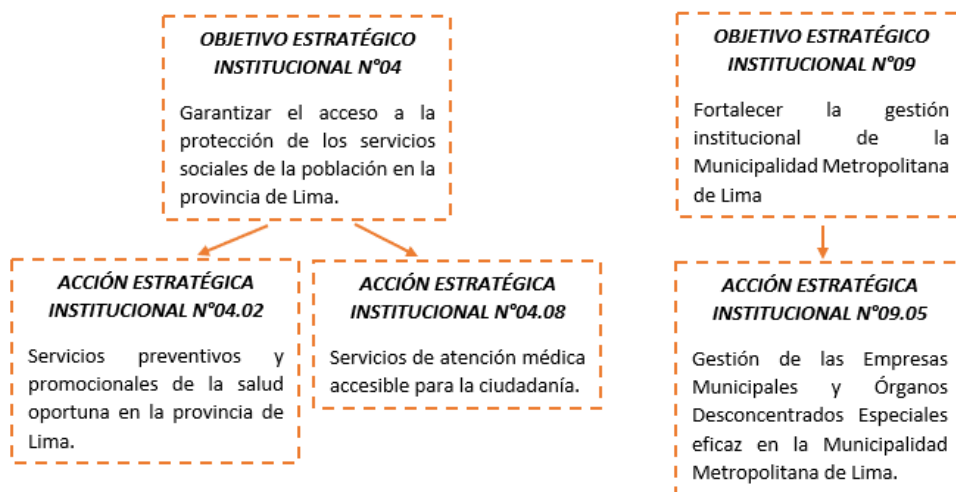 OBJETIVO ESTRATÉGICO
INSTITUCIONAL N°04
Garantizar el acceso a la
protección de los servicios
sociales de la población en la
provincia de Lima.
ACCIÓN ESTRATÉGICA
INSTITUCIONAL N°04.02
Servicios preventivos y
promocionales de la salud
oportuna en la provincia de
Lima.
ACCIÓN ESTRATÉGICA
INSTITUCIONAL N°04.08
Servicios de atención médica
accesible para la ciudadanía.
OBJETIVO ESTRATÉGICO
INSTITUCIONAL N°09
Fortalecer la gestión
institucional de la
Municipalidad Metropolitana
de Lima
ACCIÓN ESTRATÉGICA
INSTITUCIONAL N°09.05
Gestión de las Empresas
Municipales y Órganos
Desconcentrados Especiales
eficaz en la Municipalidad
Metropolitana de Lima.